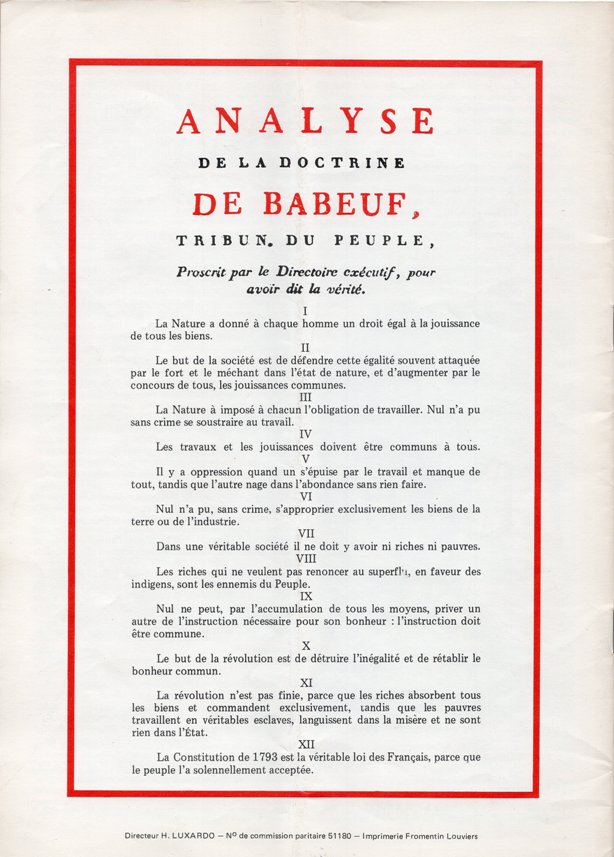 ANALYSE
DE LA DOCTRINE
DE BABEUF,
TRIBUN. DU PEUPLE,
Proscrit par le Directoire exécutif, pour
avoir dit la vérité.
I
La Nature a donné à chaque homme un droit égal à la jouissance
de tous les biens.
II
Le but de la société est de défendre cette égalité souvent attaquée
par le fort et le méchant dans l'état de nature, et d'augmenter par le
concours de tous, les jouissances communes.
III
La Nature à imposé à chacun l'obligation de travailler. Nul n'a pu
sans crime se soustraire au travail.
IV
Les travaux et les jouissances doivent être communs à tous.
V
Il y a oppression quand un s'épuise par le travail et manque de
tout, tandis que l'autre nage dans l'abondance sans rien faire.
VI
Nul n'a pu, sans crime, s'approprier exclusivement les biens de la
terre ou de l'industrie.
VII
Dans une véritable société il ne doit y avoir ni riches ni pauvres.
VIII
Les riches qui ne veulent pas renoncer au superflu, en faveur des
indigens, sont les ennemis du Peuple.
IX
Nul ne peut, par l'accumulation de tous les moyens, priver un
autre de l'instruction nécessaire pour son bonheur : l'instruction doit
être commune.
X
Le but de la révolution est de détruire l'inégalité et de rétablir le
bonheur commun.
XI
La révolution n'est pas finie, parce que les riches absorbent tous
les biens et commandent exclusivement, tandis que les pauvres
travaillent en véritables esclaves, languissent dans la misère et ne sont
rien dans l'État.
XII
La Constitution de 1793 est la véritable loi des Français, parce que
le peuple l'a solennellement acceptée.
Directeur H. LUXARDO – Nº de commission paritaire 51180 – Imprimerie Fromentin Louviers